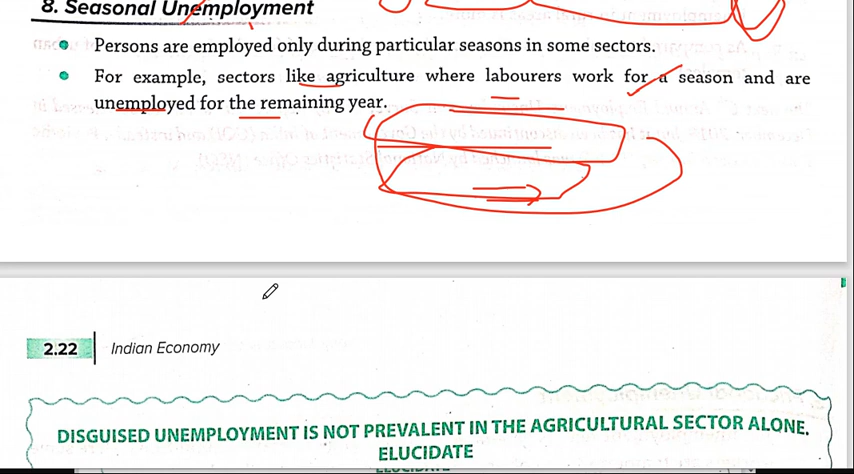 8. Seasonal Unemployment
Persons are employed only during particular seasons in some sectors.
For example, sectors like agriculture where labourers work for a season and are
unemployed for the remaining year.
2.22 Indian Economy
DISGUISED UNEMPLOYMENT IS NOT PREVALENT IN THE AGRICULTURAL SECTOR ALONE.
ELUCIDATE